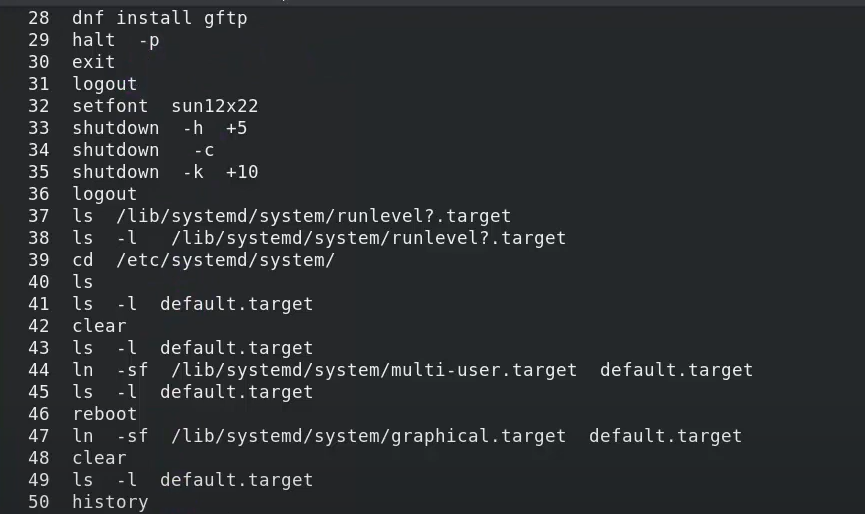 28 dnf install gftp
29 halt -p
30 exit
31 logout
32 setfont sun12x22
33 shutdown -h +5
34 shutdown -c
35 shutdown -k +10
36 logout
37 ls /lib/systemd/system/runlevel?.target
38 ls -l /lib/systemd/system/runlevel?.target
39 cd /etc/systemd/system/
40 ls
41 ls -l default.target
42 clear
43 ls -l default.target
44 ln -sf /lib/systemd/system/multi-user.target default.target
45 ls -l default.target
46 reboot
47 ln -sf /lib/systemd/system/graphical.target default.target
48 clear
49 ls -l default.target
50 history